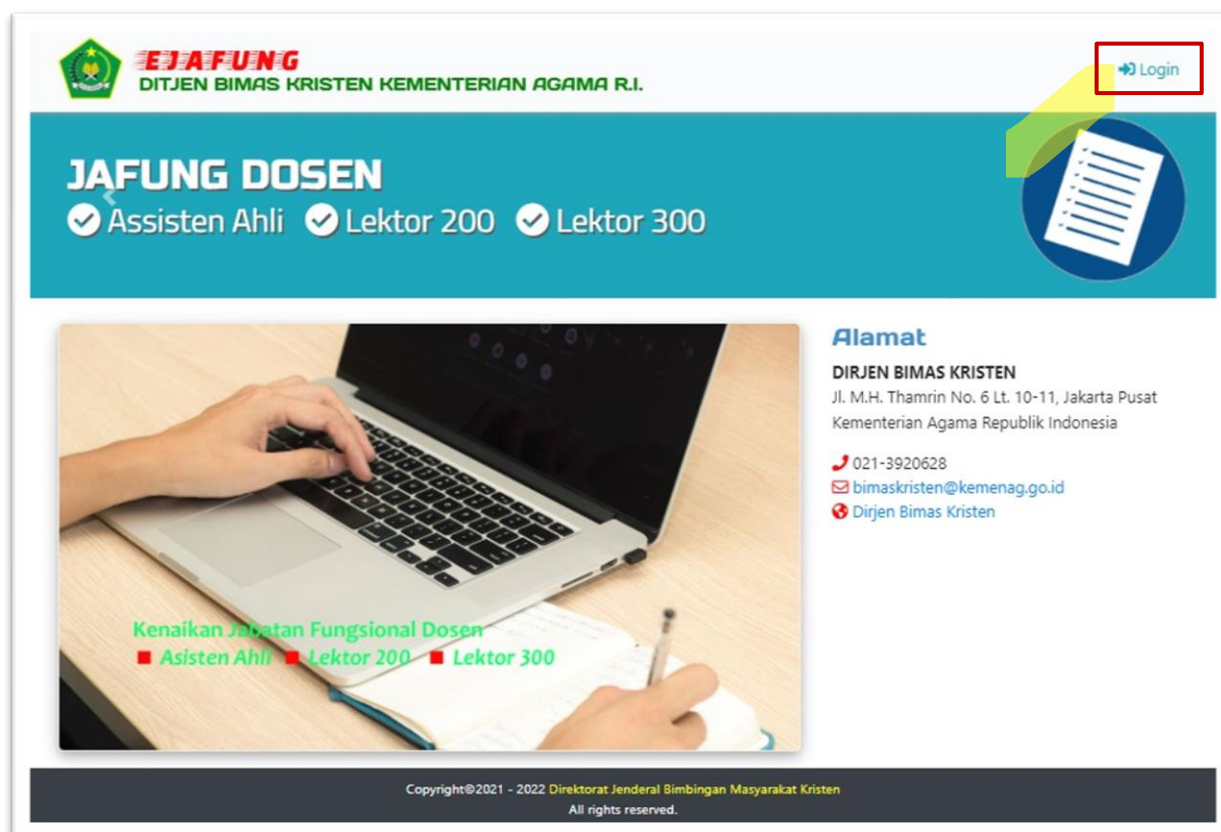 EJAFUNG
DITJEN BIMAS KRISTEN KEMENTERIAN AGAMA R.I.
Login
JAFUNG DOSEN
Assisten Ahli Lektor 200 Lektor 300
Kenaikan Jabatan Fungsional Dosen
Asisten Ahli Lektor 200 Lektor 300
Alamat
DIRJEN BIMAS KRISTEN
Jl. M.H. Thamrin No. 6 Lt. 10-11, Jakarta Pusat
Kementerian Agama Republik Indonesia
021-3920628
bimaskristen@kemenag.go.id
Dirjen Bimas Kristen
Copyright©2021 - 2022 Direktorat Jenderal Bimbingan Masyarakat Kristen
All rights reserved.